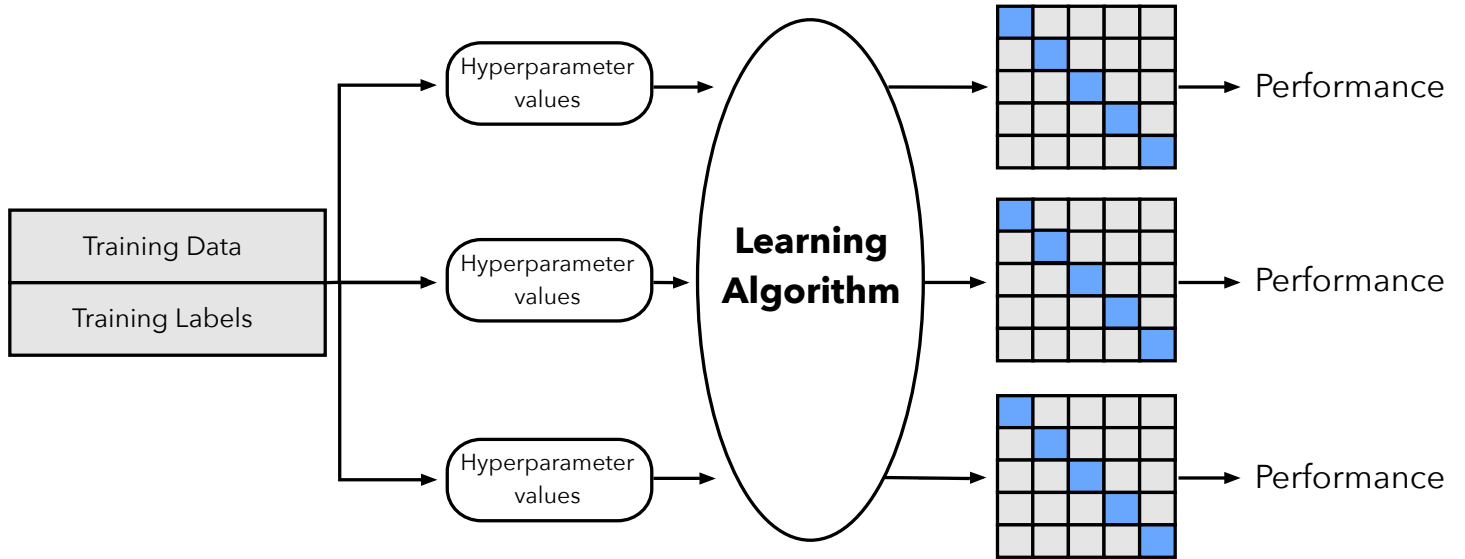 Hyperparameter
values
Performance
Training Data
Training Labels
Hyperparameter
values
Learning
Algorithm
Performance
Hyperparameter
values
Performance